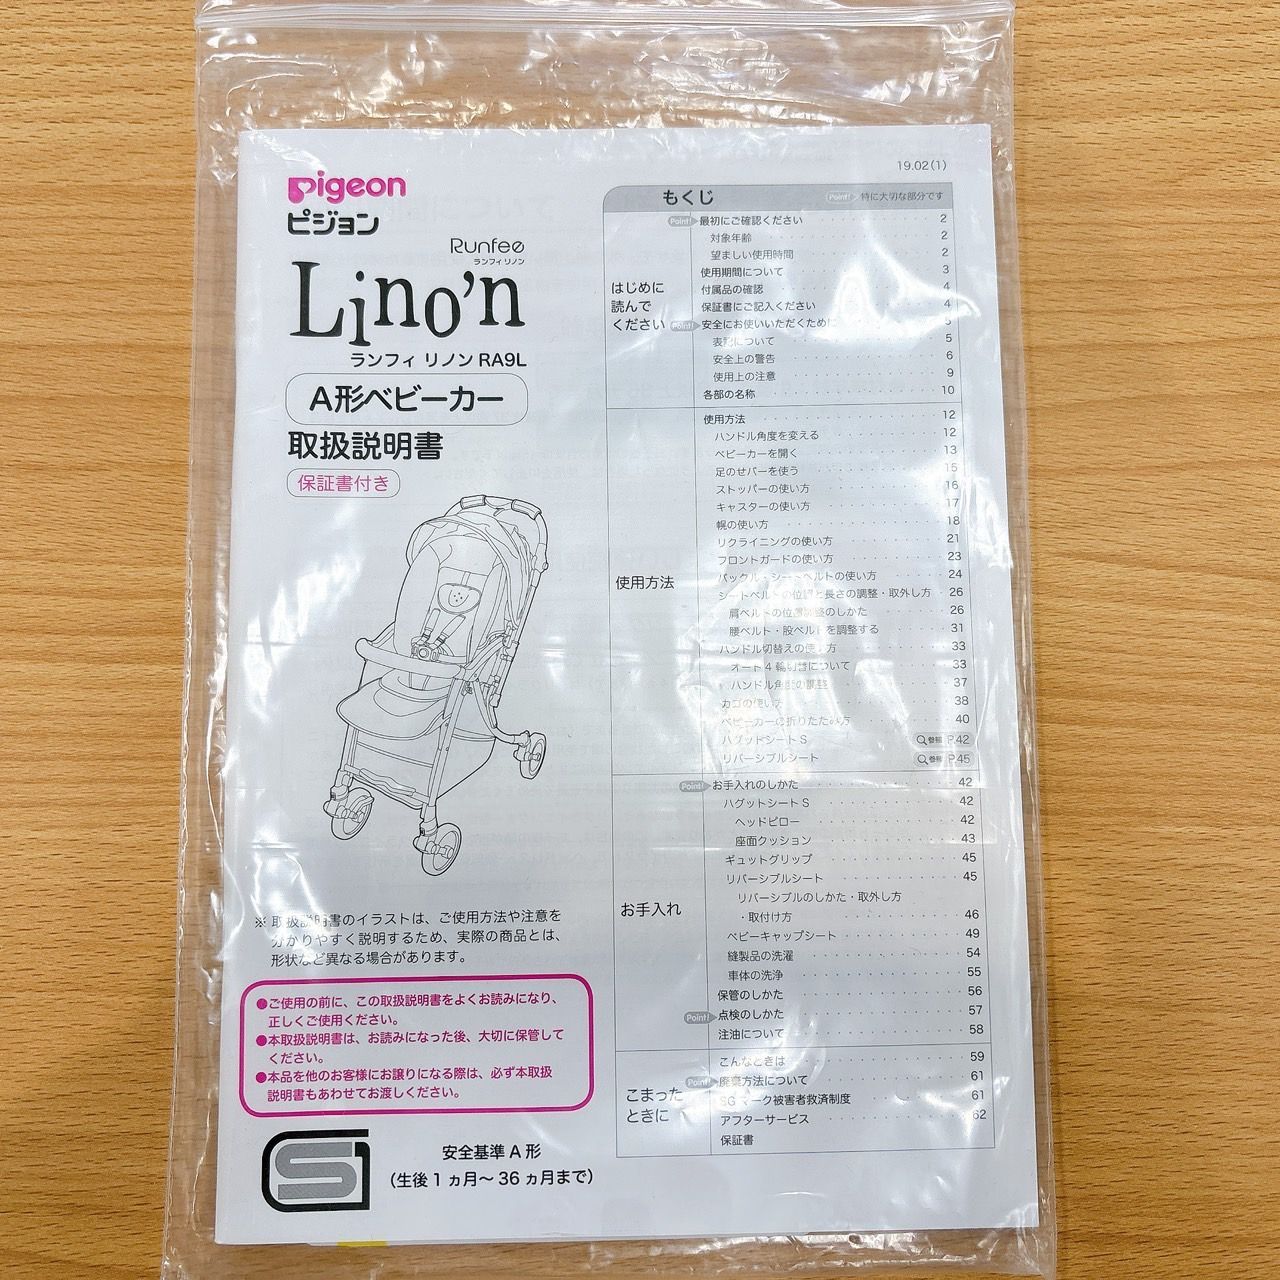 19.02(1)
Pigeon
ピジョン
Runfee
ランフィ リノン
Lino'n
ランフィ リノン RA9L
A形ベビーカー
取扱説明書
保証書付き
※ 取扱説明書のイラストは、ご使用方法や注意を
分かりやすく説明するため、実際の商品とは、
形状など異なる場合があります。
●ご使用の前に、この取扱説明書をよくお読みになり、
正しくご使用ください。
●本取扱説明書は、お読みになった後、大切に保管して
ください。
●本品を他のお客様にお譲りになる際は、必ず本取扱
説明書もあわせてお渡しください。
安全基準 A 形
(生後 1 ヵ月〜 36 ヵ月まで)
もくじ
Point! 特に大切な部分です
はじめに
読んで
ください
Point! 最初にご確認ください 2
対象年齢 2
望ましい使用時間 2
使用期間について 3
付属品の確認 4
保証書にご記入ください 4
Point! 安全にお使いいただくために 5
表記について 5
安全上の警告 6
使用上の注意 9
各部の名称 10
使用方法
使用方法 12
ハンドル角度を変える 12
ベビーカーを開く 13
足のせバーを使う 15
ストッパーの使い方 16
キャスターの使い方 17
幌の使い方 18
リクライニングの使い方 21
フロントガードの使い方 23
バックル・シートベルトの使い方 24
シートベルトの位置と長さの調整・取外し方 26
肩ベルトの位置調整のしかた 26
腰ベルト・股ベルトを調整する 31
ハンドル切替えの使い方 33
オート4輪切替について 33
ハンドル角度の調整 37
カゴの使い方 38
ベビーカーの折りたたみ方 40
ハグットシート S 参照 P.42
リバーシブルシート 参照 P.45
お手入れ
Point! お手入れのしかた 42
ハグットシート S 42
ヘッドピロー 42
座面クッション 43
ギュットグリップ 45
リバーシブルシート 45
リバーシブルのしかた・取外し方
・取付け方 46
ベビーキャップシート 49
縫製品の洗濯 54
車体の洗浄 55
保管のしかた 56
Point! 点検のしかた 57
注油について 58
こまった
ときに
こんなときは 59
Point! 廃棄方法について 61
SG マーク被害者救済制度 61
アフターサービス 62
保証書